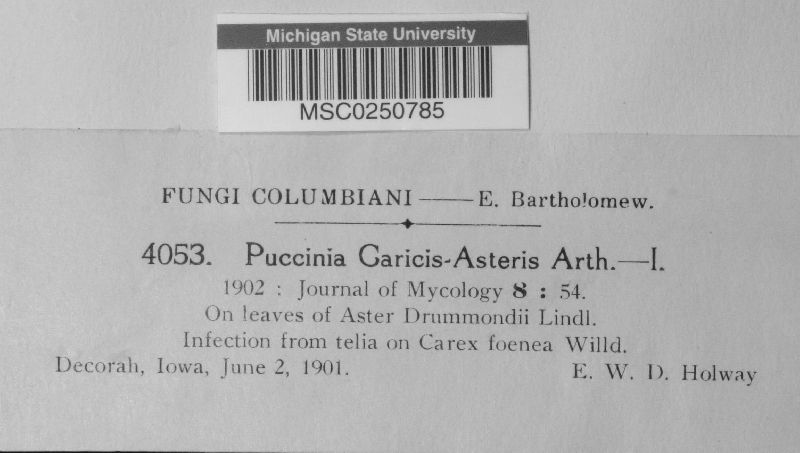 Michigan State University
MSC0250785
FUNGI COLUMBIANI — E. Bartholomew.
4053. Puccinia Caricis-Asteris Arth.—I.
1902 : Journal of Mycology 8 : 54.
On leaves of Aster Drummondii Lindl.
Infection from telia on Carex foenea Willd.
Decorah, Iowa, June 2, 1901. E. W. D. Holway